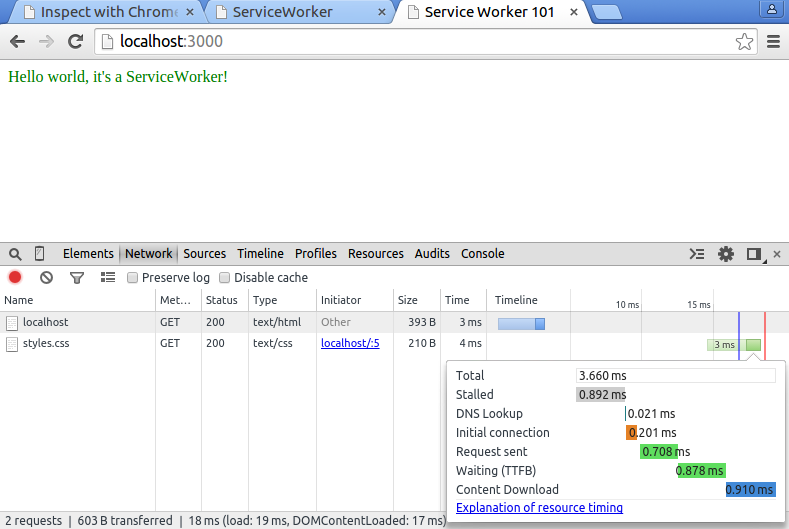 Inspect with Chrome ServiceWorker Service Worker 101
localhost:3000
Hello world, it's a ServiceWorker!
Elements Network Sources Timeline Profiles Resources Audits Console
Preserve log Disable cache
Name Met... Status Type Initiator Size Time Timeline 10 ms 15 ms
localhost GET 200 text/html Other 393 B 3 ms
styles.css GET 200 text/css localhost/:5 210 B 4 ms 3 ms
Total 3.660 ms
Stalled 0.892 ms
DNS Lookup 0.021 ms
Initial connection 0.201 ms
Request sent 0.708 ms
Waiting (TTFB) 0.878 ms
Content Download 0.910 ms
Explanation of resource timing
2 requests | 603 B transferred | 18 ms (load: 19 ms, DOMContentLoaded: 17 ms)